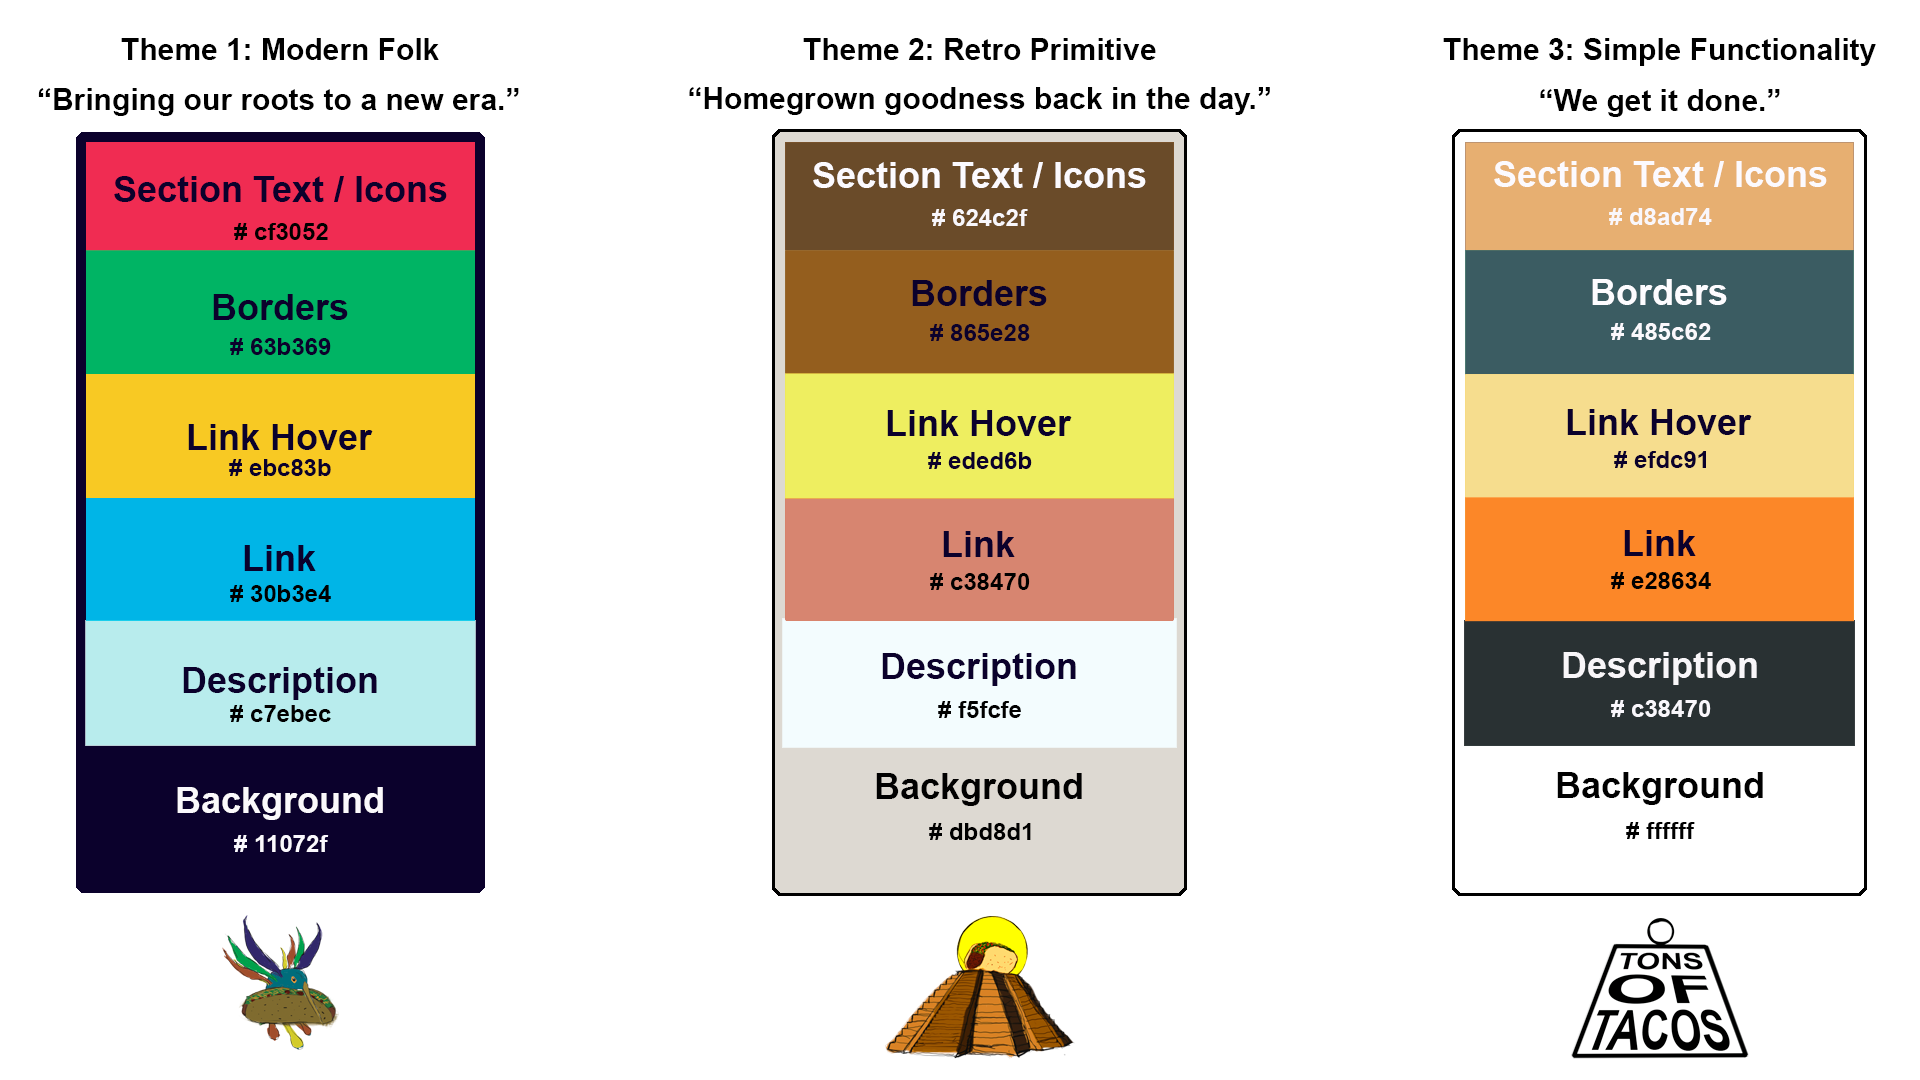 Theme 1: Modern Folk
“Bringing our roots to a new era.”
Section Text / Icons
# cf3052
Borders
# 63b369
Link Hover
# ebc83b
Link
# 30b3e4
Description
# c7ebec
Background
# 11072f
Theme 2: Retro Primitive
“Homegrown goodness back in the day.”
Section Text / Icons
# 624c2f
Borders
# 865e28
Link Hover
# eded6b
Link
# c38470
Description
# f5fcfe
Background
# dbd8d1
Theme 3: Simple Functionality
“We get it done.”
Section Text / Icons
# d8ad74
Borders
# 485c62
Link Hover
# efdc91
Link
# e28634
Description
# c38470
Background
# ffffff
TONS
OF
TACOS